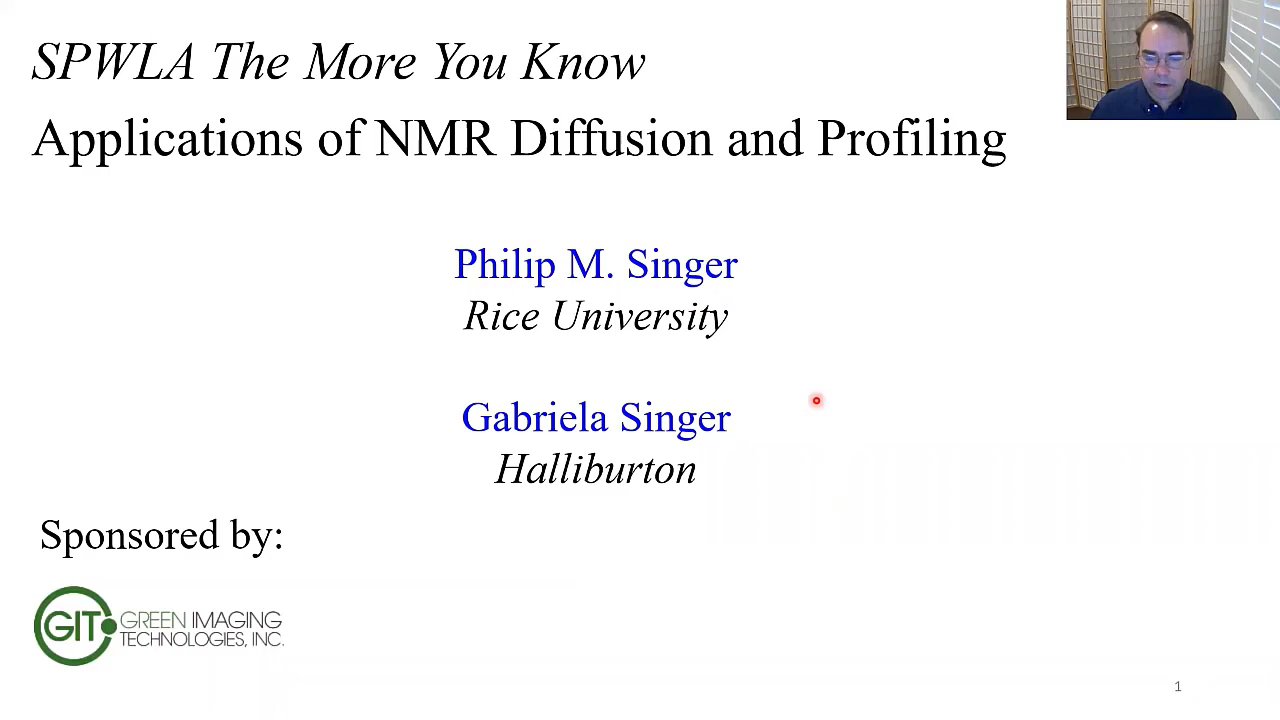 SPWLA The More You Know
Applications of NMR Diffusion and Profiling
Philip M. Singer
Rice University
Gabriela Singer
Halliburton
Sponsored by:
GIT
GREEN IMAGING
TECHNOLOGIES, INC.
1